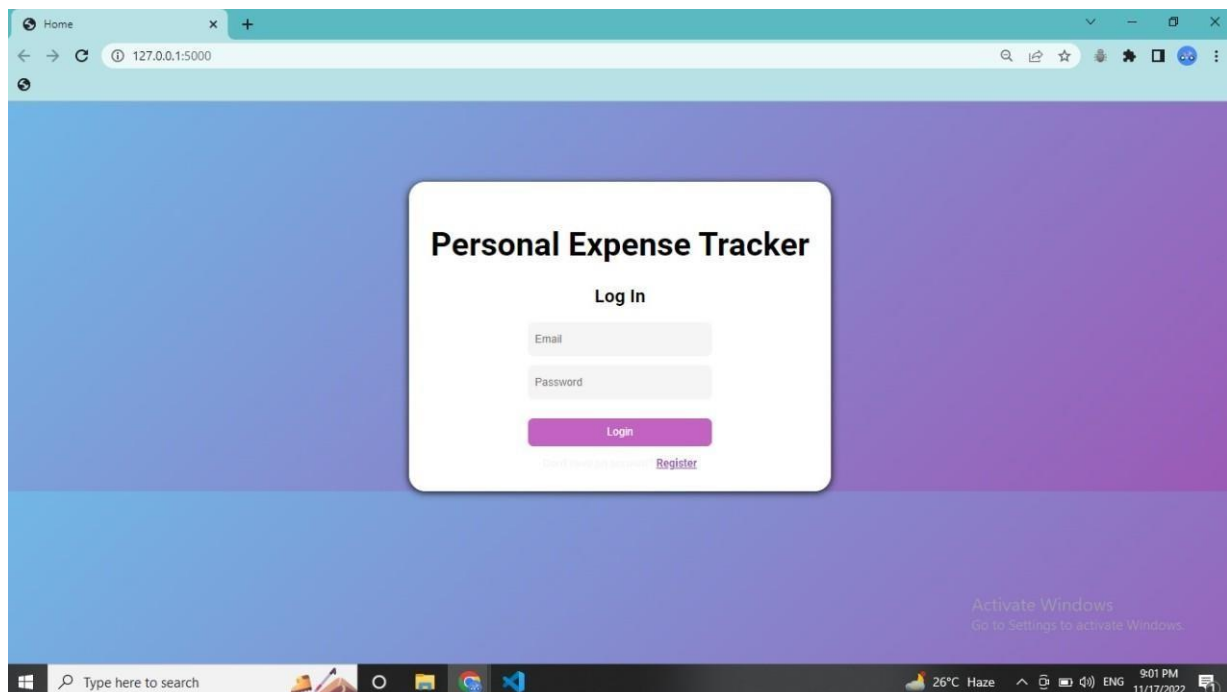 Home
127.0.0.1:5000
Personal Expense Tracker
Log In
Email
Password
Login
Register
Activate Windows
Go to Settings to activate Windows.
Type here to search
26°C Haze
ENG
9:01 PM
11/17/2022